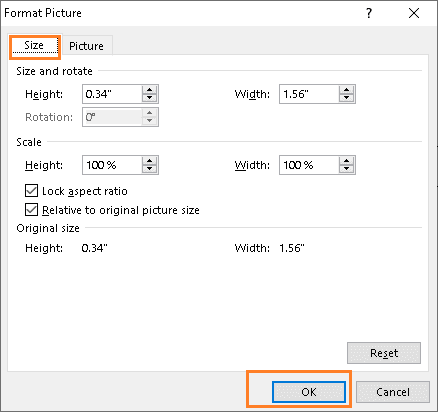 Format Picture ? ×
Size Picture
Size and rotate
Height: 0.34" Width: 1.56"
Rotation: 0°
Scale
Height: 100 % Width: 100 %
Lock aspect ratio
Relative to original picture size
Original size
Height: 0.34" Width: 1.56"
Reset
OK Cancel